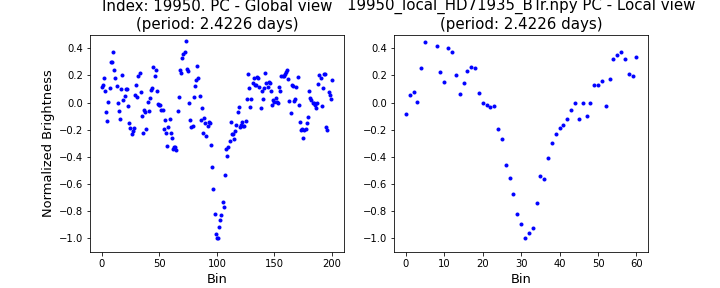 Index: 19950. PC - Global view
(period: 2.4226 days)
19950_local_HD71935_BTr.npy PC - Local view
(period: 2.4226 days)
Normalized Brightness
0.4
0.2
0.0
−0.2
−0.4
−0.6
−0.8
−1.0
0 50 100 150 200
Bin
0.4
0.2
0.0
−0.2
−0.4
−0.6
−0.8
−1.0
0 10 20 30 40 50 60
Bin